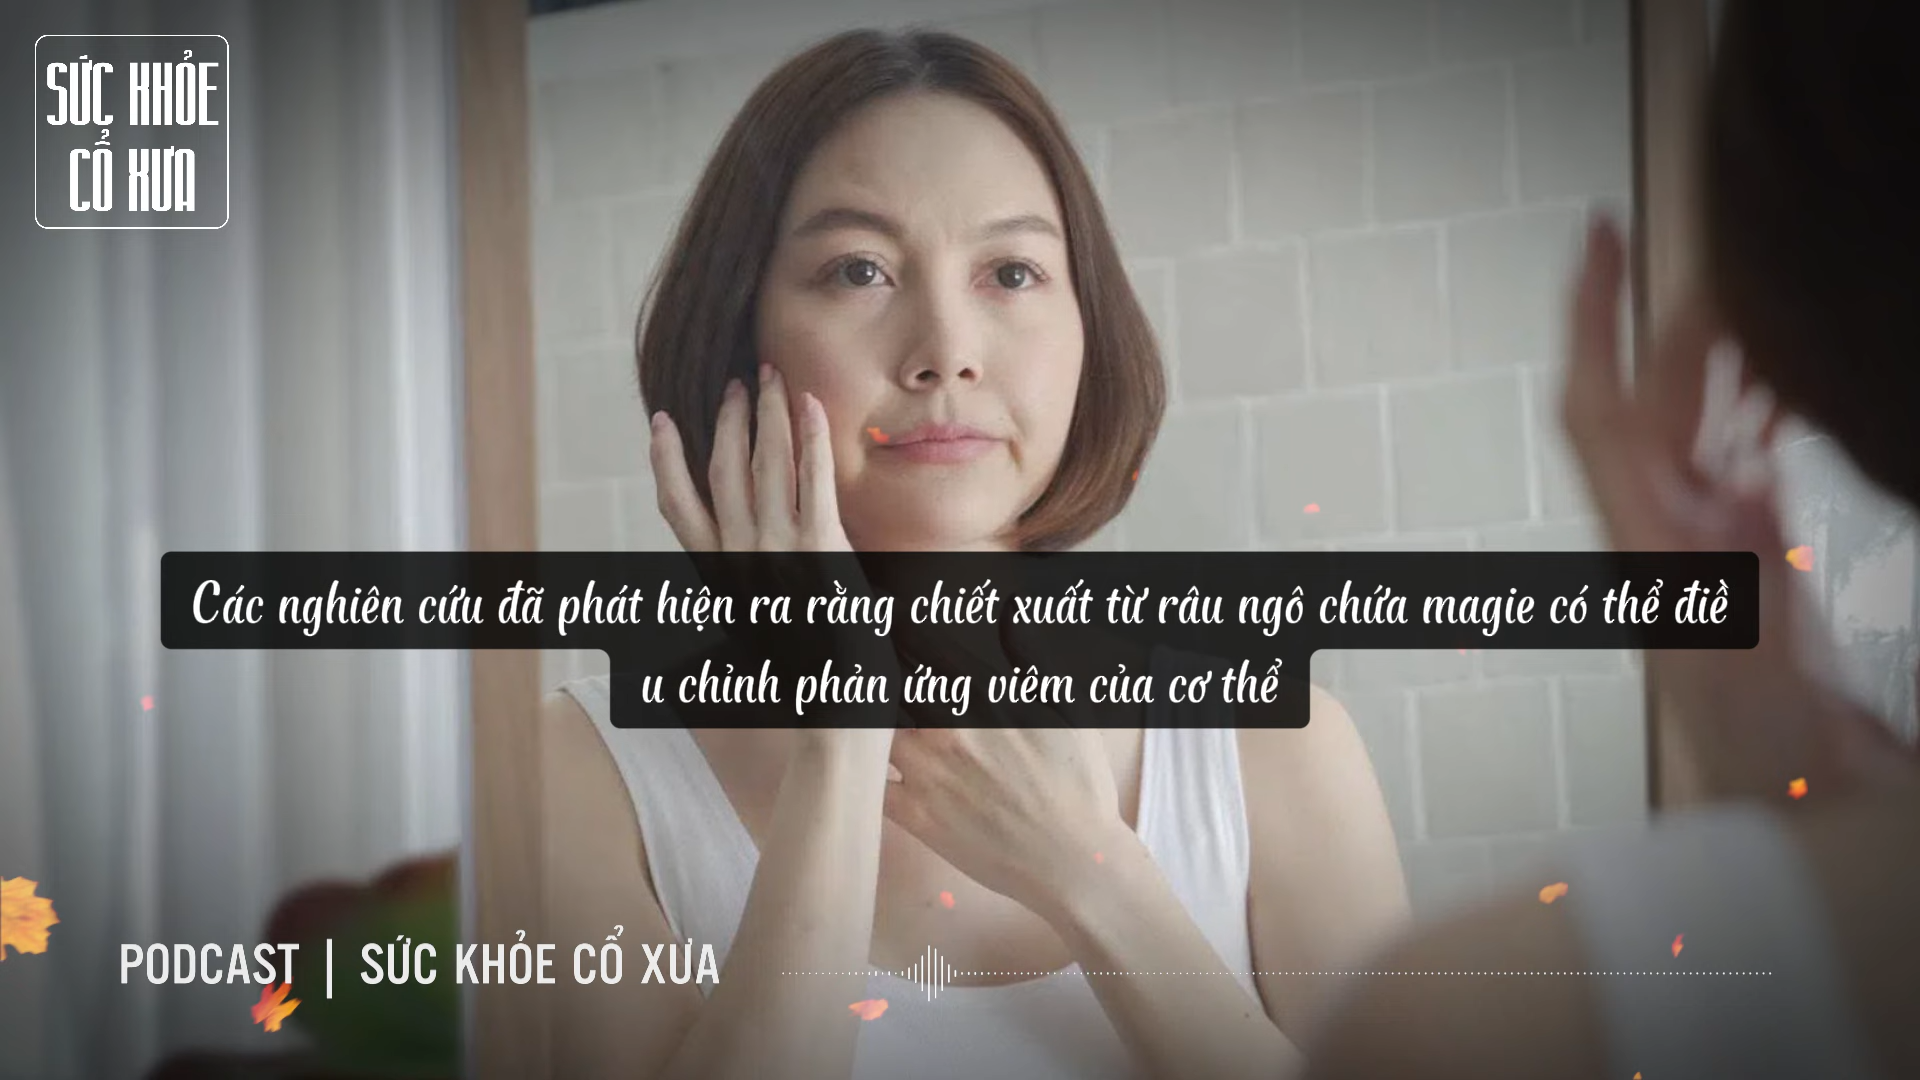 SỨC KHỎE
CỔ XƯA
Các nghiên cứu đã phát hiện ra rằng chiết xuất từ râu ngô chứa magie có thể điề
u chỉnh phản ứng viêm của cơ thể
PODCAST | SỨC KHỎE CỔ XƯA